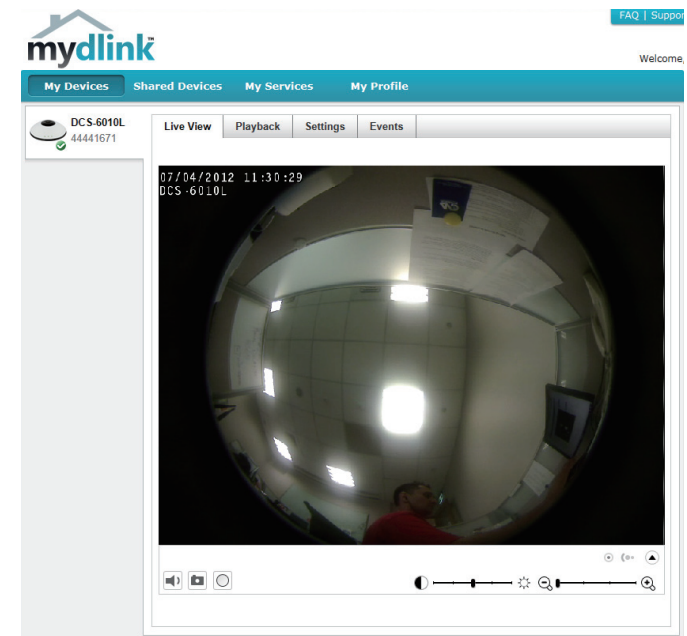 FAQ | Suppor
mydlink
Welcome,
My Devices Shared Devices My Services My Profile
DCS-6010L
44441671
Live View Playback Settings Events
07/04/2012 11:30:29
DCS-6010L